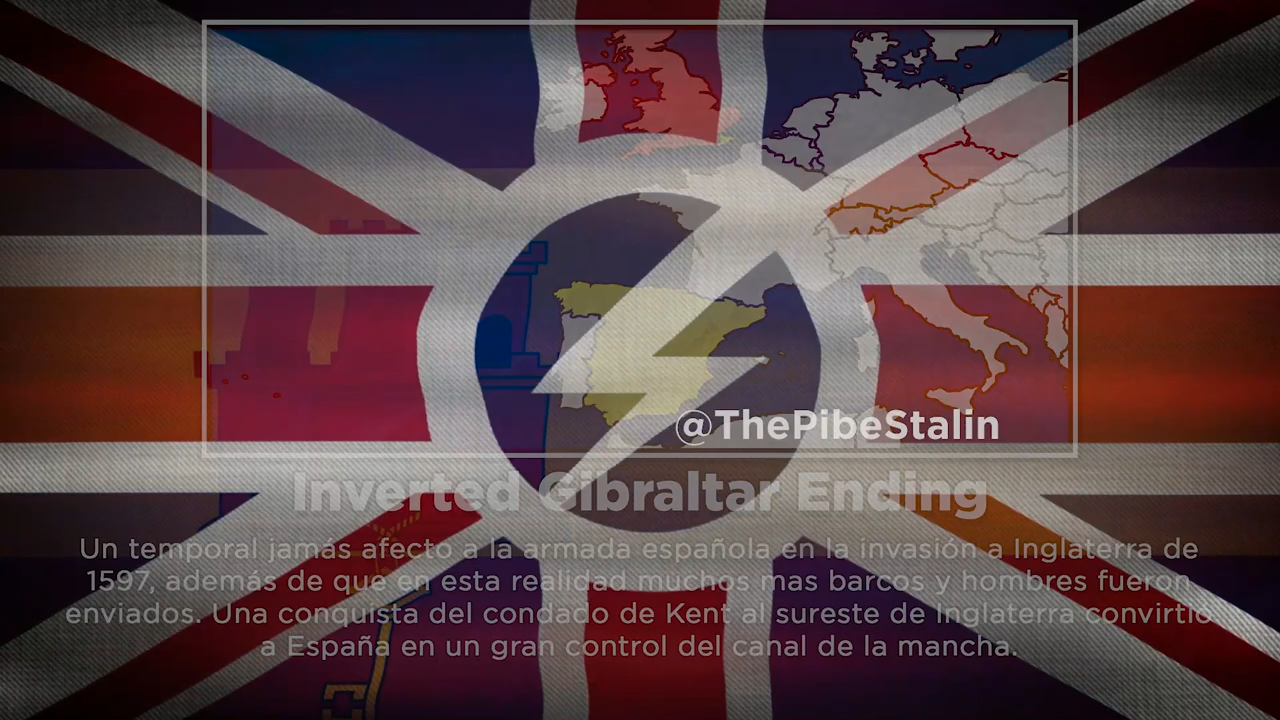 @ThePibeStalin
Inverted Gibraltar Ending
Un temporal jamás afecto a la armada española en la invasión a Inglaterra de
1597, además de que en esta realidad muchos mas barcos y hombres fueron
enviados. Una conquista del condado de Kent al sureste de Inglaterra convirtio
a España en un gran control del canal de la mancha.